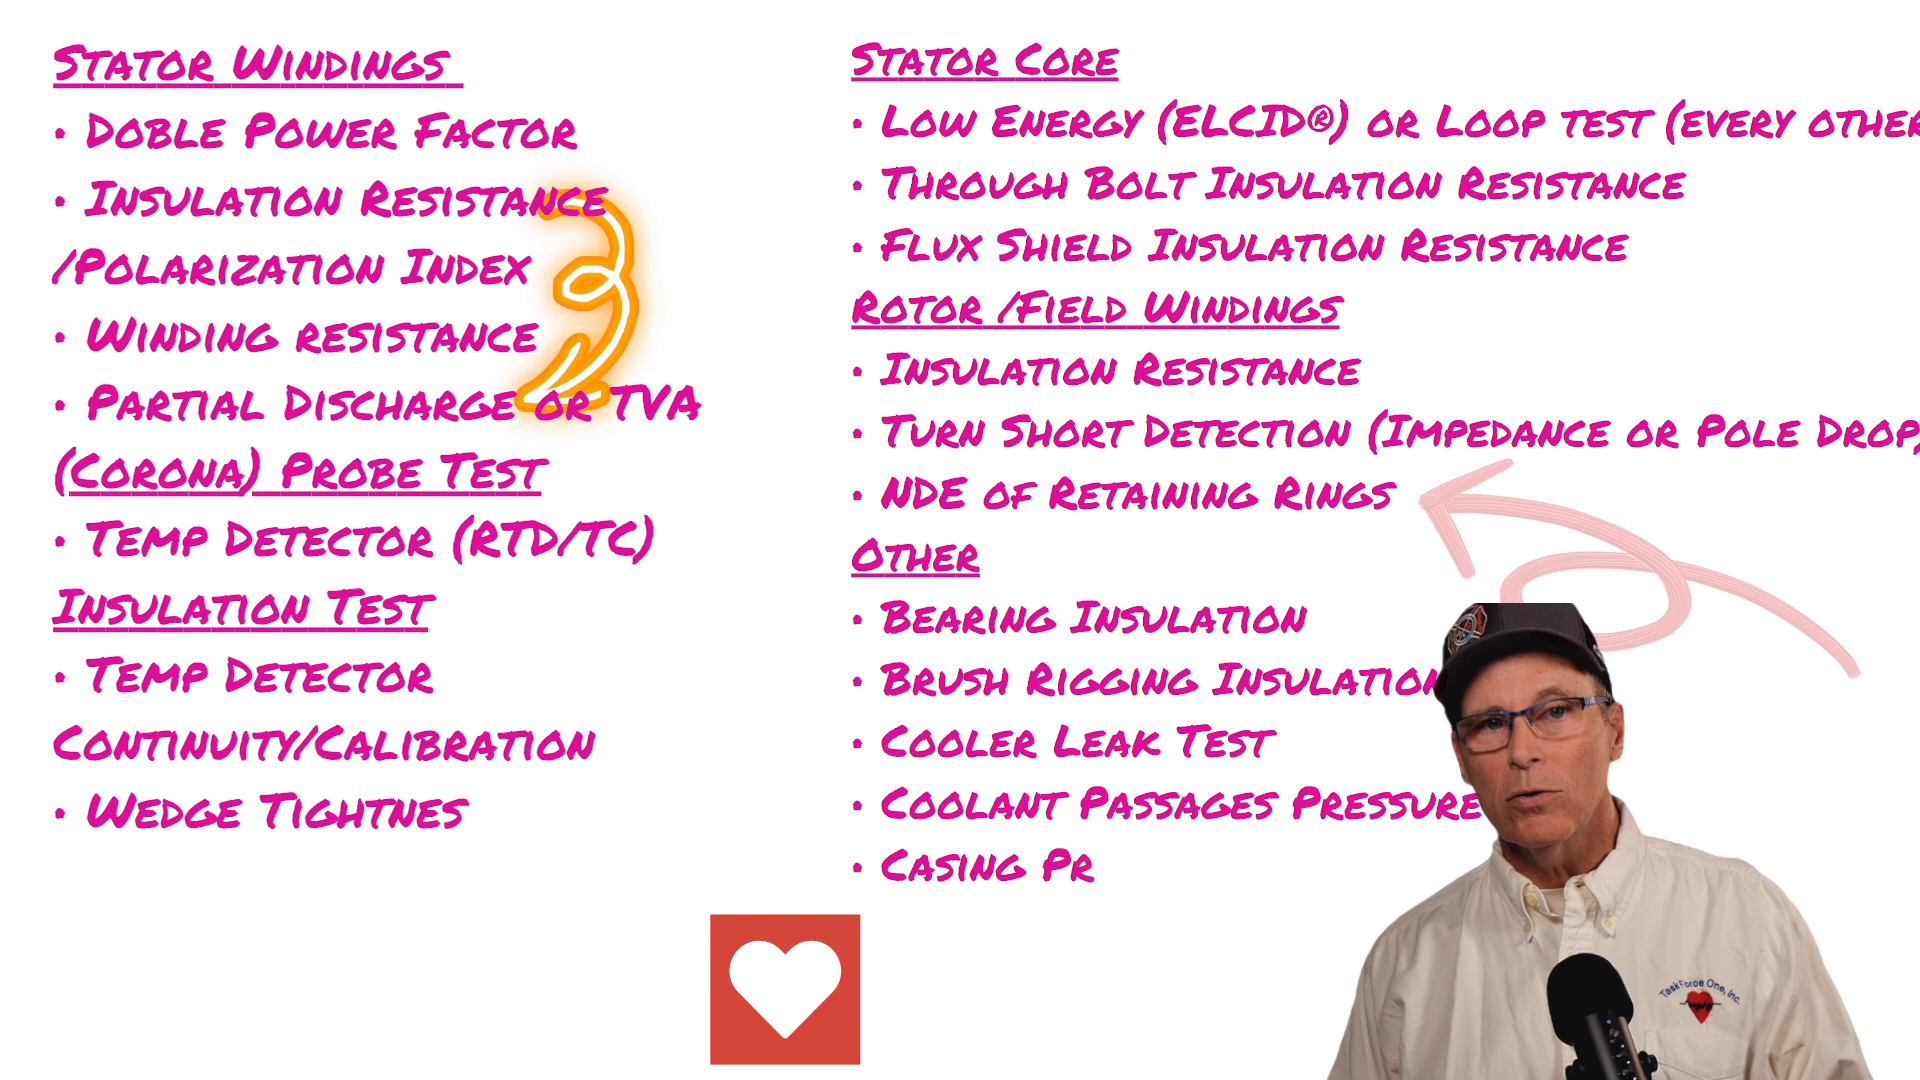 Stator Windings
• Doble Power Factor
• Insulation Resistance
/Polarization Index
• Winding resistance
• Partial Discharge or TVA
(Corona) Probe Test
• Temp Detector (RTD/TC)
Insulation Test
• Temp Detector
Continuity/Calibration
• Wedge Tightnes
Stator Core
• Low Energy (ELCID®) or Loop test (every other
• Through Bolt Insulation Resistance
• Flux Shield Insulation Resistance
Rotor /Field Windings
• Insulation Resistance
• Turn Short Detection (Impedance or Pole Drop)
• NDE of Retaining Rings
Other
• Bearing Insulation
• Brush Rigging Insulation
• Cooler Leak Test
• Coolant Passages Pressure
• Casing Pr
TaskForce One, Inc.